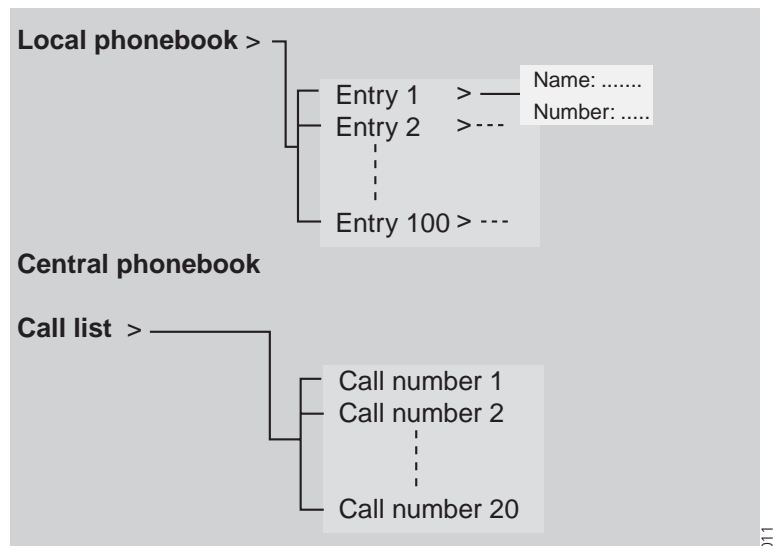 Local phonebook >
Entry 1 >
Name: .......
Number: .....
Entry 2 >
Entry 100 >
Central phonebook
Call list >
Call number 1
Call number 2
Call number 20
011